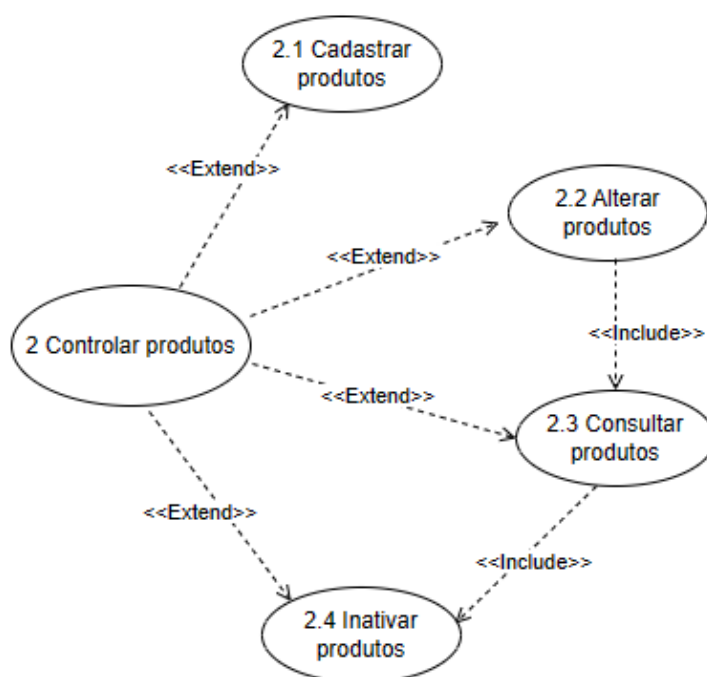 2.1 Cadastrar
produtos
<<Extend>>
2.2 Alterar
produtos
<<Extend>>
2 Controlar produtos
<<Include>>
<<Extend>>
2.3 Consultar
produtos
<<Extend>>
<<Include>>
2.4 Inativar
produtos